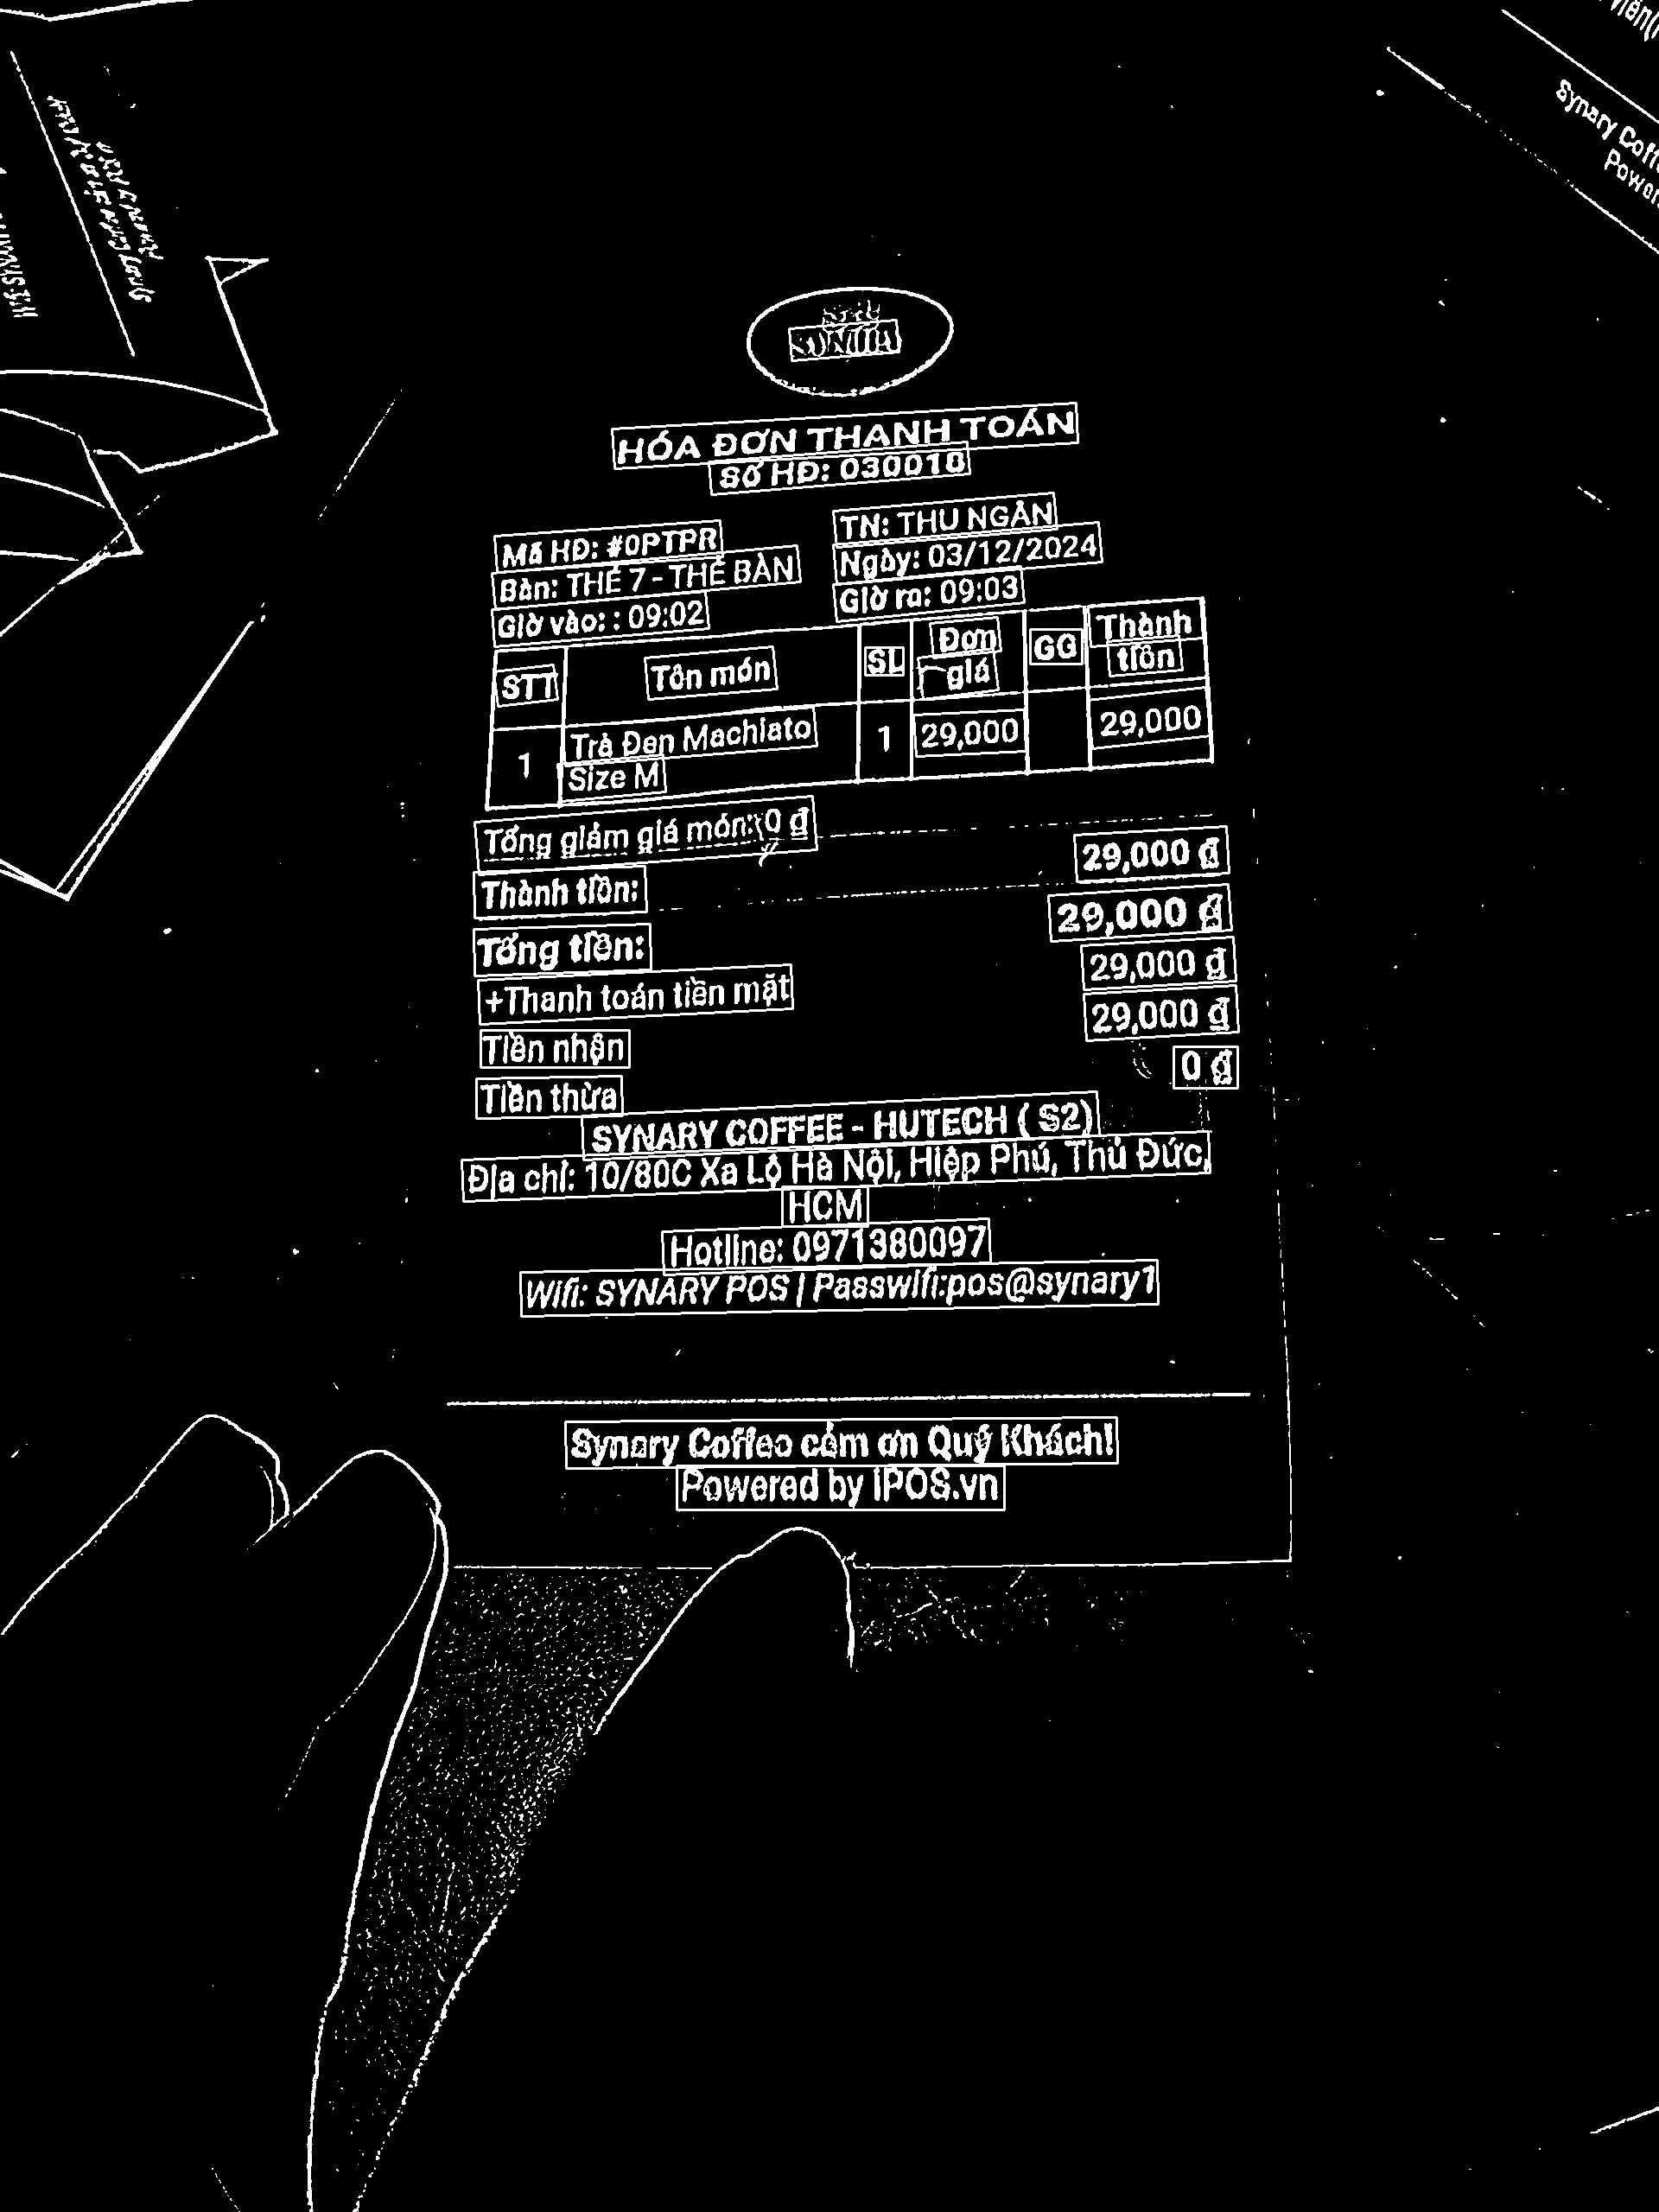 HÓA ĐƠN THANH TOÁN
Số HĐ: 030010
Mã HĐ: #0PTPR
TN: THU NGÂN
Bàn: THẺ 7 - THẺ BÀN
Ngày: 03/12/2024
Giờ vào: : 09:02
Giờ ra: 09:03
STT Tên món SL Đơn giá GG Thành tiền
1 Trà Đen Machiato Size M 1 29,000 29,000
Tổng giảm giá món: 0 đ
Thành tiền: 29,000 đ
Tổng tiền: 29,000 đ
+Thanh toán tiền mặt 29,000 đ
Tiền nhận 29,000 đ
Tiền thừa 0 đ
SYNARY COFFEE - HUTECH ( S2)
Địa chỉ: 10/80C Xa Lộ Hà Nội, Hiệp Phú, Thủ Đức,
HCM
Hotline: 0971380097
Wifi: SYNARY POS | Passwifi:pos@synary1
Synary Coffee cảm ơn Quý Khách!
Powered by iPOS.vn
Synary